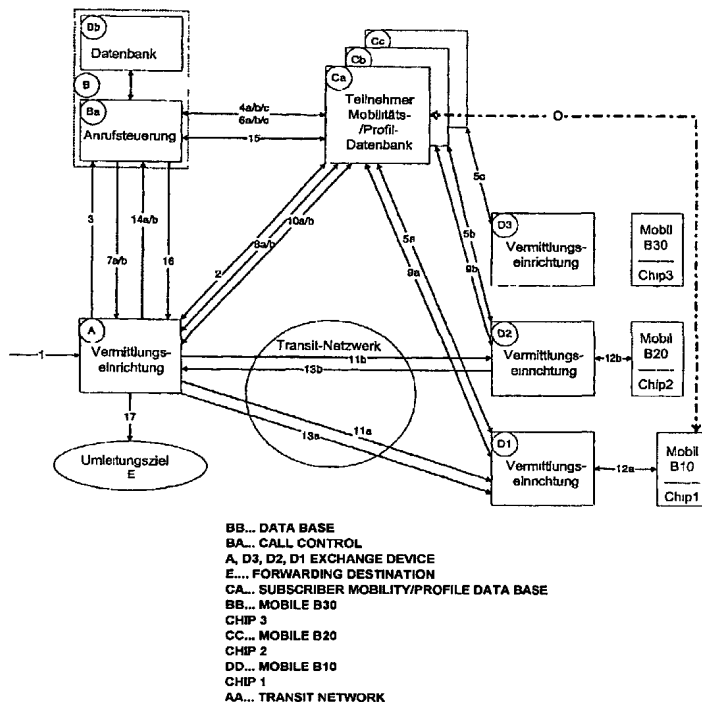 Bb
Datenbank
B
Ba
Anrufsteuerung
Cc
Cb
Ca
Teilnehmer
Mobilitäts-
/Profil-
Datenbank
4a/b/c
6a/b/c
15
O
3
7a/b
14a/b
16
2
8a/b
10a/b
5a
9a
5b
9b
5c
D3
Vermittlungs-
einrichtung
Mobil
B30
Chip3
A
Vermittlungs-
einrichtung
1
17
Umleitungsziel
E
Transit-Netzwerk
11b
13b
11a
13a
D2
Vermittlungs-
einrichtung
12b
Mobil
B20
Chip2
D1
Vermittlungs-
einrichtung
12a
Mobil
B10
Chip1
BB... DATA BASE
BA... CALL CONTROL
A, D3, D2, D1 EXCHANGE DEVICE
E.... FORWARDING DESTINATION
CA... SUBSCRIBER MOBILITY/PROFILE DATA BASE
BB... MOBILE B30
CHIP 3
CC... MOBILE B20
CHIP 2
DD... MOBILE B10
CHIP 1
AA... TRANSIT NETWORK